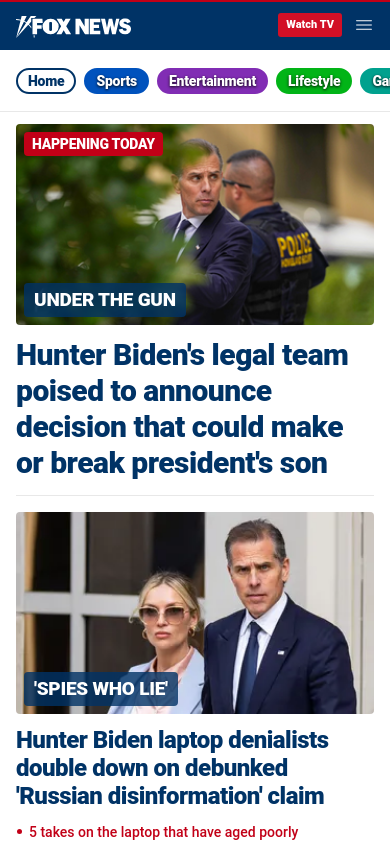 FOX NEWS
Watch TV
Home
Sports
Entertainment
Lifestyle
HAPPENING TODAY
POLICE
UNDER THE GUN
Hunter Biden's legal team
poised to announce
decision that could make
or break president's son
'SPIES WHO LIE'
Hunter Biden laptop denialists
double down on debunked
'Russian disinformation' claim
• 5 takes on the laptop that have aged poorly